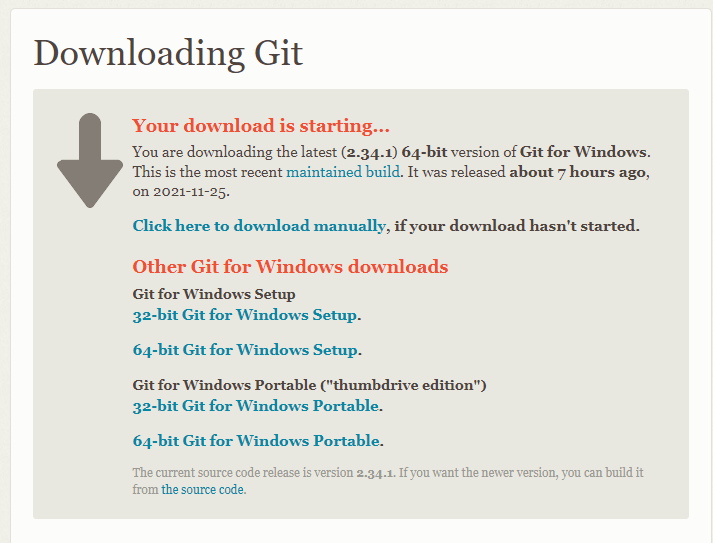 Downloading Git
Your download is starting...
You are downloading the latest (2.34.1) 64-bit version of Git for Windows.
This is the most recent maintained build. It was released about 7 hours ago,
on 2021-11-25.
Click here to download manually, if your download hasn't started.
Other Git for Windows downloads
Git for Windows Setup
32-bit Git for Windows Setup.
64-bit Git for Windows Setup.
Git for Windows Portable ("thumbdrive edition")
32-bit Git for Windows Portable.
64-bit Git for Windows Portable.
The current source code release is version 2.34.1. If you want the newer version, you can build it
from the source code.